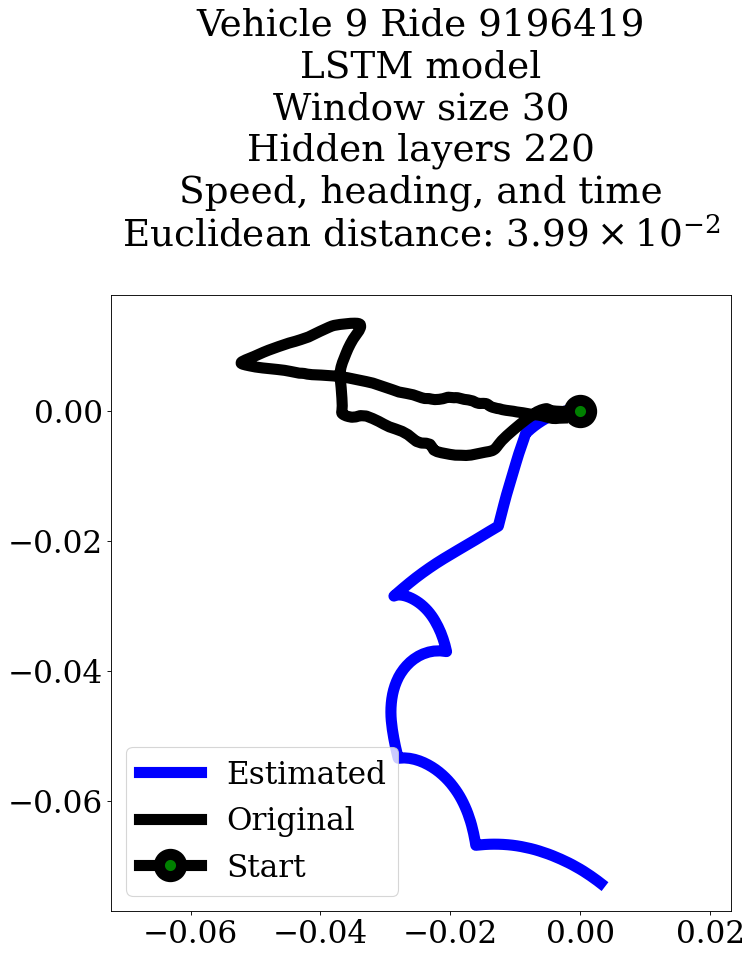 Vehicle 9 Ride 9196419
LSTM model
Window size 30
Hidden layers 220
Speed, heading, and time
Euclidean distance: 3.99 × 10⁻²
0.00
−0.02
−0.04
−0.06
Estimated
Original
Start
−0.06 −0.04 −0.02 0.00 0.02